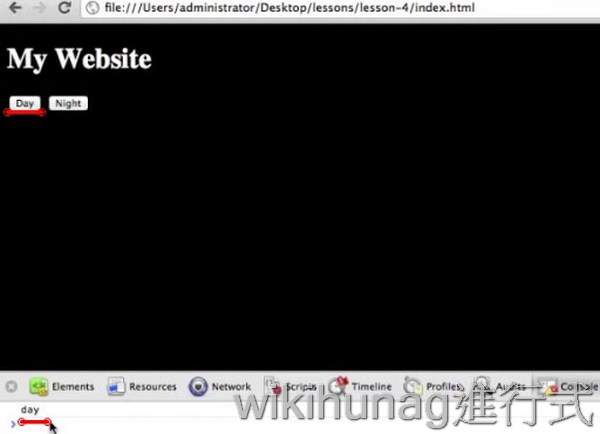 file:///Users/administrator/Desktop/lessons/lesson-4/index.html
My Website
Day Night
Elements Resources Network Scripts Timeline Profiles Audits Console
day
wikihunag進行式